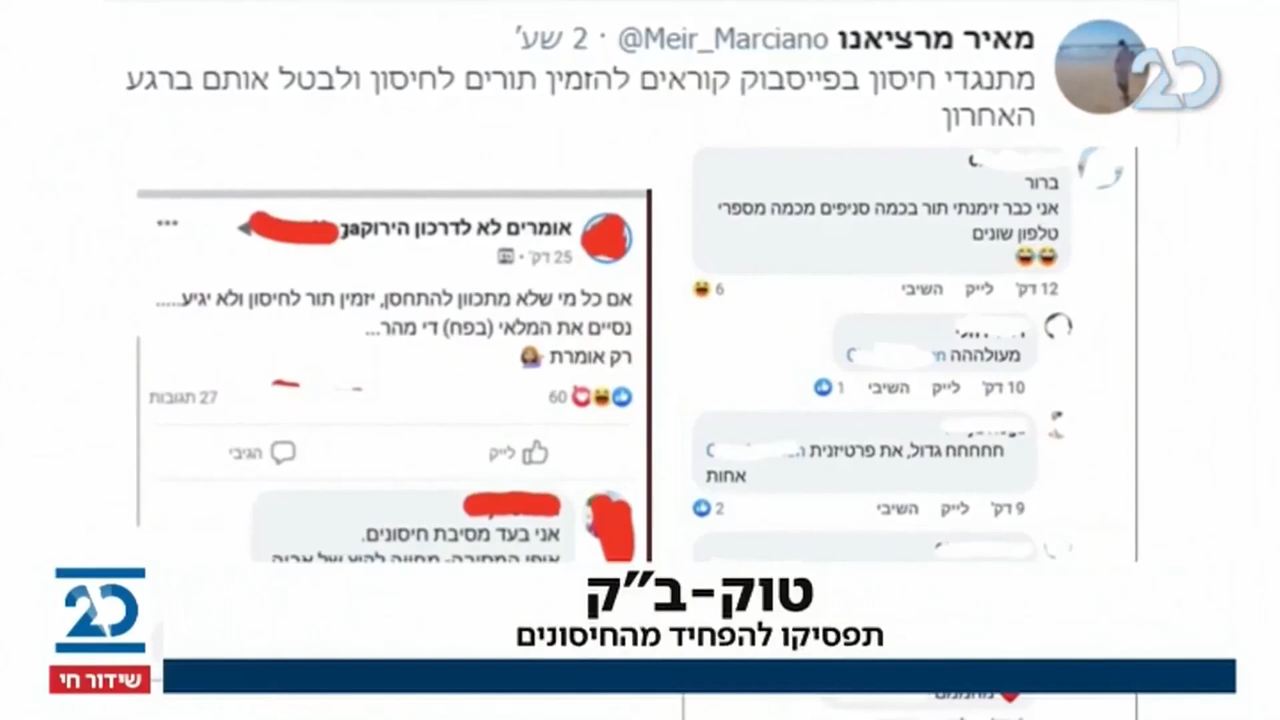 מאיר מרציאנו @Meir_Marciano · 2 שע'
מתנגדי חיסון בפייסבוק קוראים להזמין תורים לחיסון ולבטל אותם ברגע
האחרון
20
ברור
אני כבר זימנתי תור בכמה סניפים מכמה מספרי
טלפון שונים
😂😂
12 דק' לייק השיבי 6
מעולההה
10 דק' לייק השיבי 1
חחחחח גדול, את פרטיזנית
אחות
9 דק' לייק השיבי 2
אומרים לא לדרכון הירוק
25 דק' ·
אם כל מי שלא מתכוון להתחסן, יזמין תור לחיסון ולא יגיע.....
נסיים את המלאי (בפח) די מהר...
רק אומרת
60 27 תגובות
לייק הגיבי
אני בעד מסיבת חיסונים.
טוק-ב"ק
תפסיקו להפחיד מהחיסונים
20
שידור חי